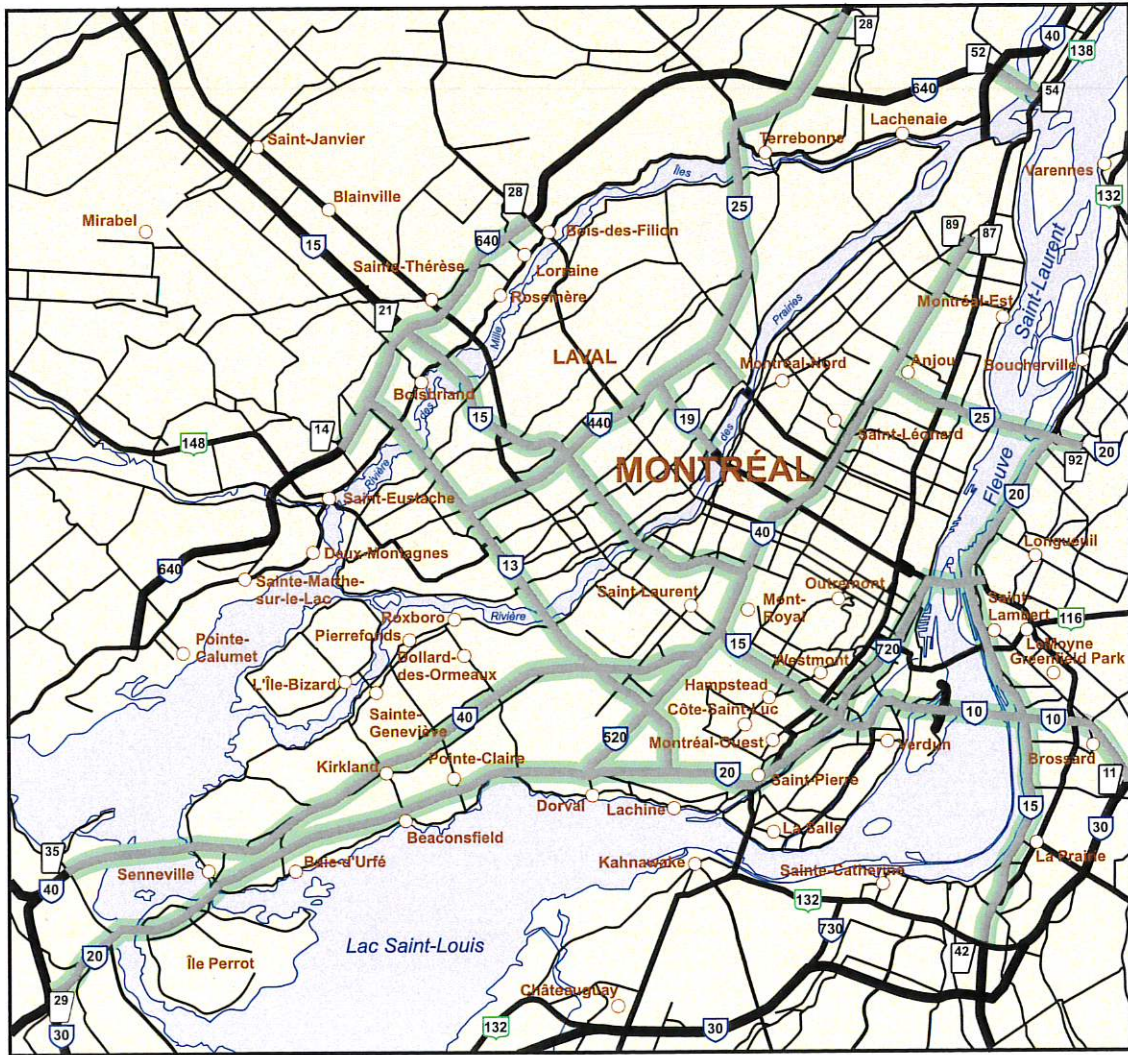 28
40
52
138
640
54
Lachenaie
Terrebonne
Saint-Janvier
Îles
Varennes
Blainville
28
132
Mirabel
25
15
640
89
87
Bois-des-Filion
Sainte-Thérèse
Lorraine
Rosemère
Saint-Laurent
Montréal-Est
21
Mille
Prairies
LAVAL
Montréal-Nord
Anjou
Boucherville
Boisbriand
des
15
440
19
des
25
14
148
Saint-Léonard
20
92
MONTRÉAL
Rivière
Fleuve
20
Saint-Eustache
40
Longueuil
Deux-Montagnes
13
640
Sainte-Marthe-
sur-le-Lac
Outremont
Saint-Laurent
Mont-
Royal
Saint-
Lambert
Rivière
Roxboro
116
Pierrefonds
LeMoyne
Pointe-
Calumet
Dollard-
des-Ormeaux
15
720
Westmont
Greenfield Park
L'Île-Bizard
Hampstead
Sainte-
Geneviève
40
Côte-Saint-Luc
10
10
520
Montréal-Ouest
Verdun
Kirkland
Pointe-Claire
20
Saint-Pierre
Brossard
11
Dorval
Lachine
15
Beaconsfield
La Salle
30
35
La Prairie
Senneville
Baie-d'Urfé
Kahnawake
Sainte-Catherine
40
132
730
Lac Saint-Louis
42
20
Île Perrot
29
Châteauguay
30
132
30